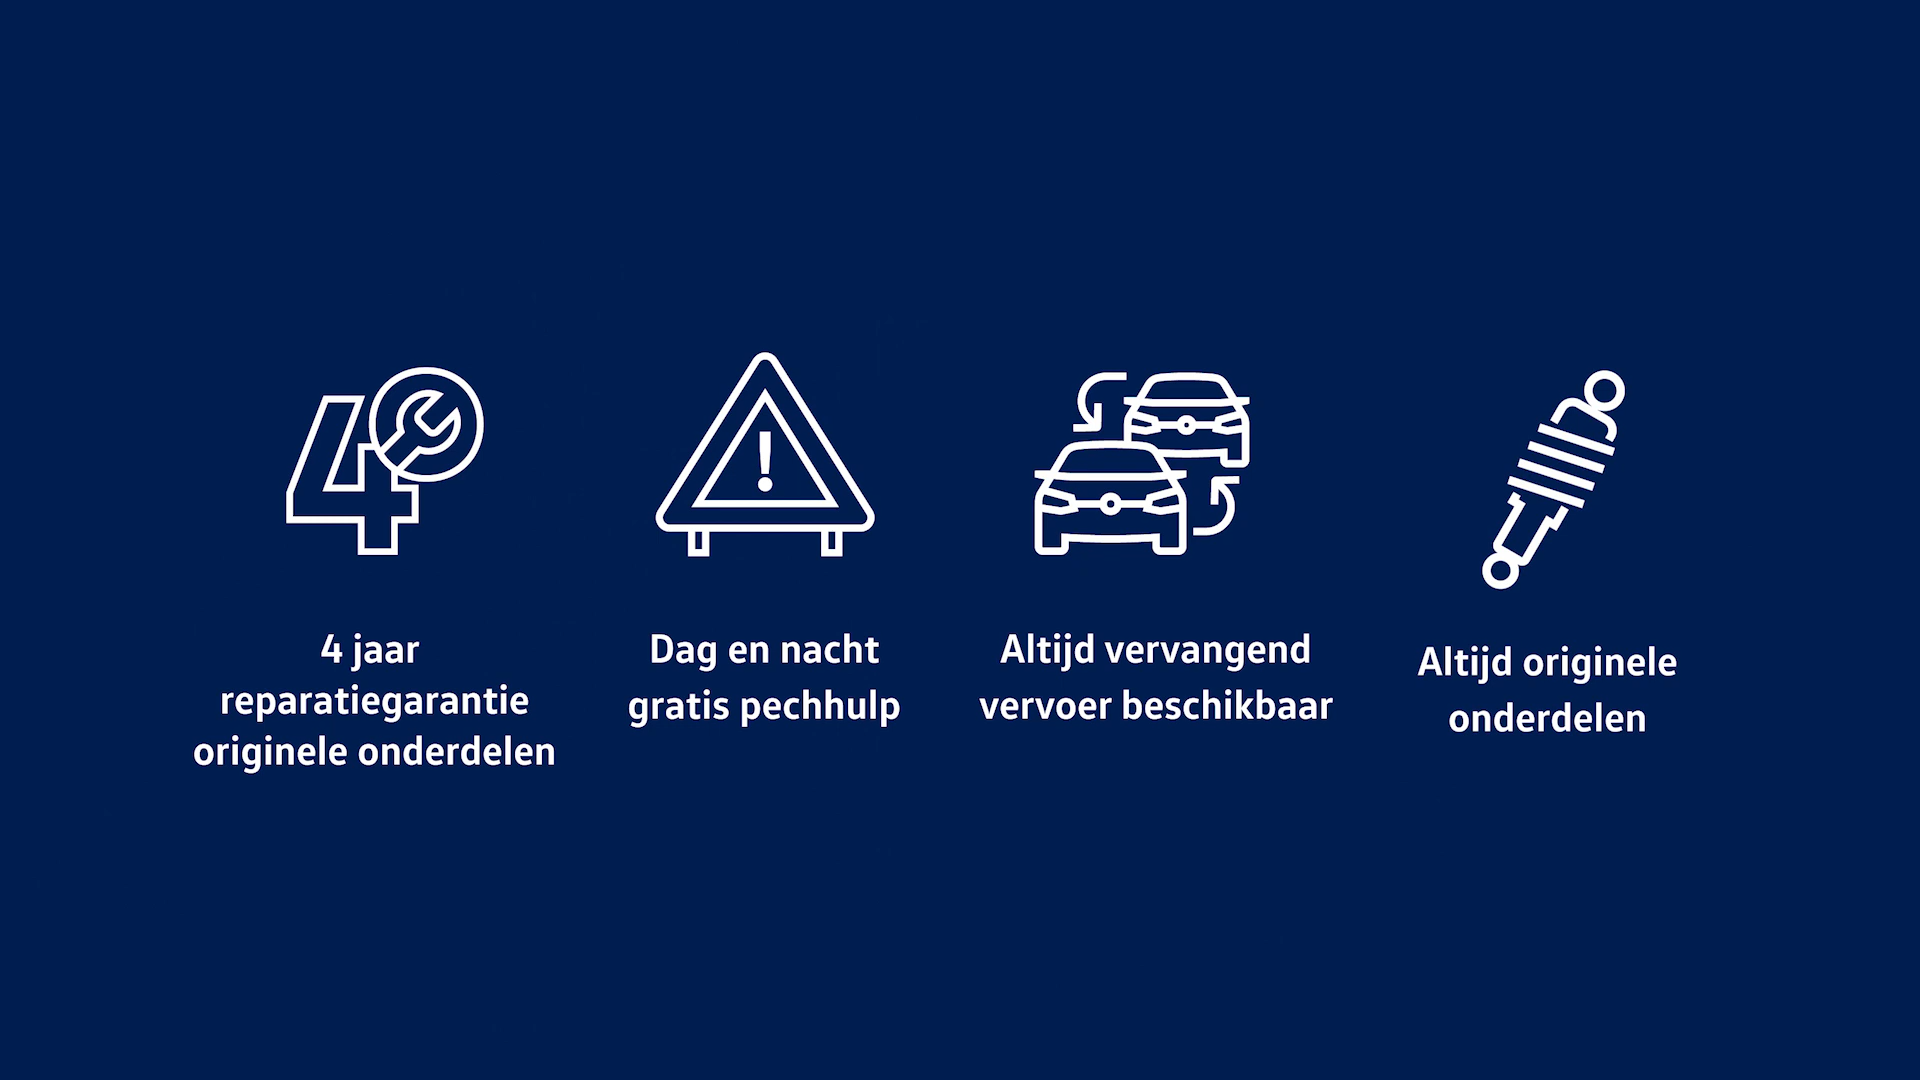 4 jaar
reparatiegarantie
originele onderdelen
Dag en nacht
gratis pechhulp
Altijd vervangend
vervoer beschikbaar
Altijd originele
onderdelen